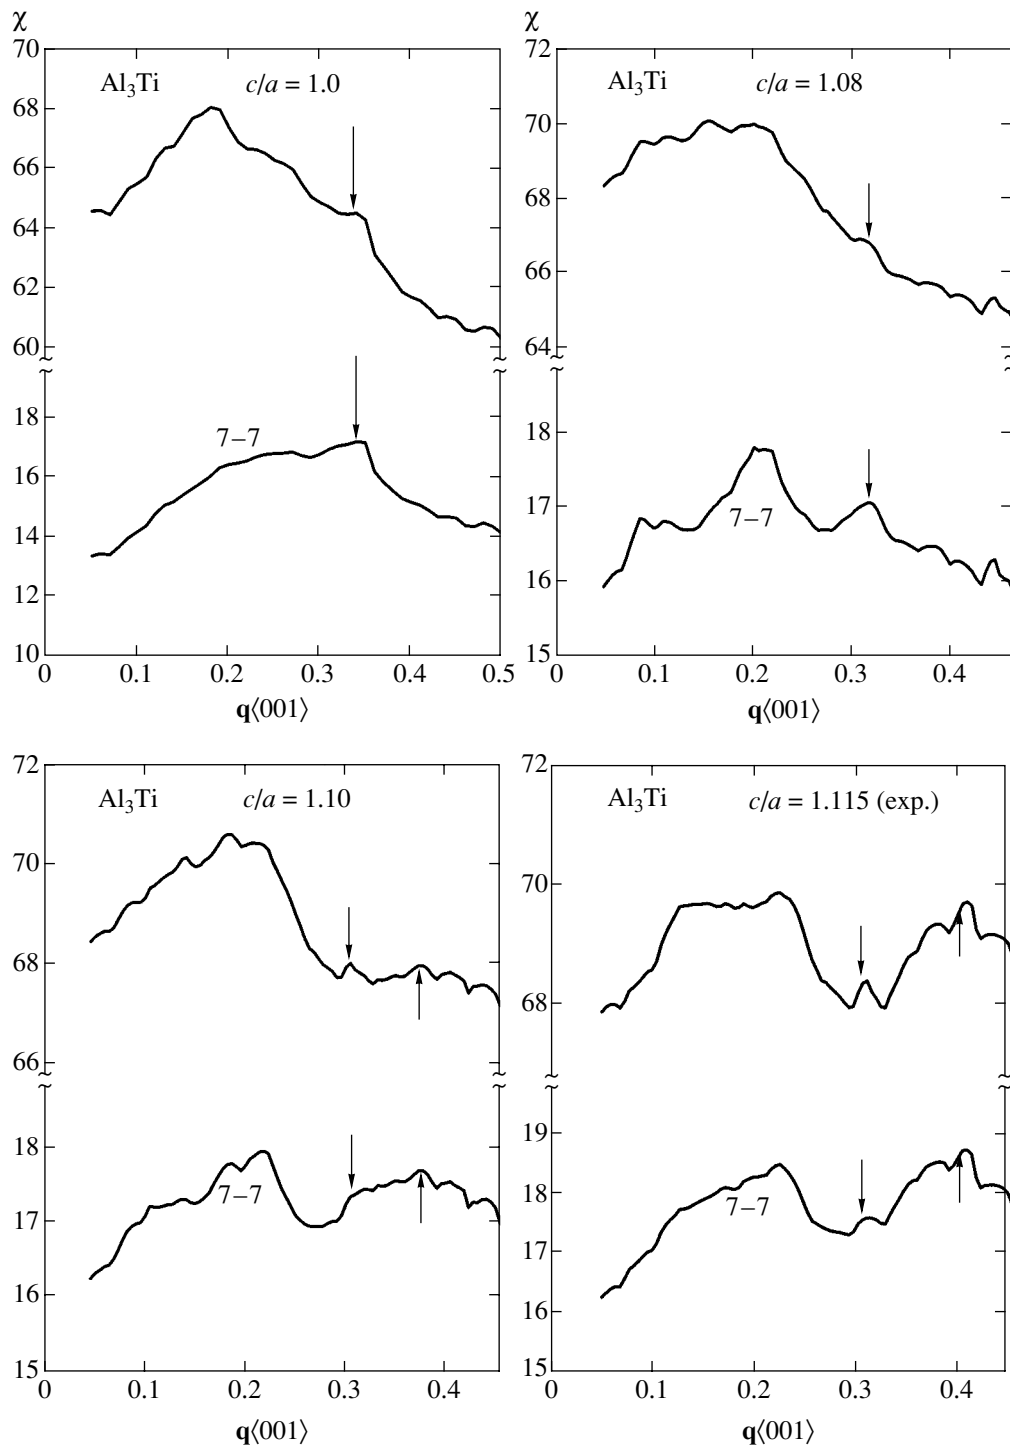 χ
70
Al₃Ti c/a = 1.0
68
66
64
62
60
18
7–7
16
14
12
10
0 0.1 0.2 0.3 0.4 0.5
q⟨001⟩
χ
72
Al₃Ti c/a = 1.08
70
68
66
64
18
17
7–7
16
15
0 0.1 0.2 0.3 0.4
q⟨001⟩
72
Al₃Ti c/a = 1.10
70
68
66
18
7–7
17
16
15
0 0.1 0.2 0.3 0.4
q⟨001⟩
72
Al₃Ti c/a = 1.115 (exp.)
70
68
19
18
7–7
17
16
15
0 0.1 0.2 0.3 0.4
q⟨001⟩